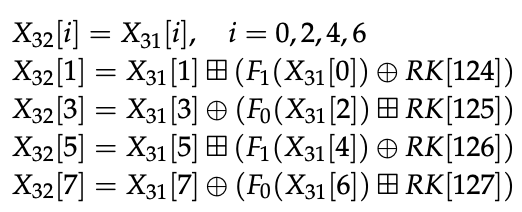 X₃₂[i] = X₃₁[i], i = 0, 2, 4, 6
X₃₂[1] = X₃₁[1] ⊞ (F₁(X₃₁[0]) ⊕ RK[124])
X₃₂[3] = X₃₁[3] ⊕ (F₀(X₃₁[2]) ⊞ RK[125])
X₃₂[5] = X₃₁[5] ⊞ (F₁(X₃₁[4]) ⊕ RK[126])
X₃₂[7] = X₃₁[7] ⊕ (F₀(X₃₁[6]) ⊞ RK[127])